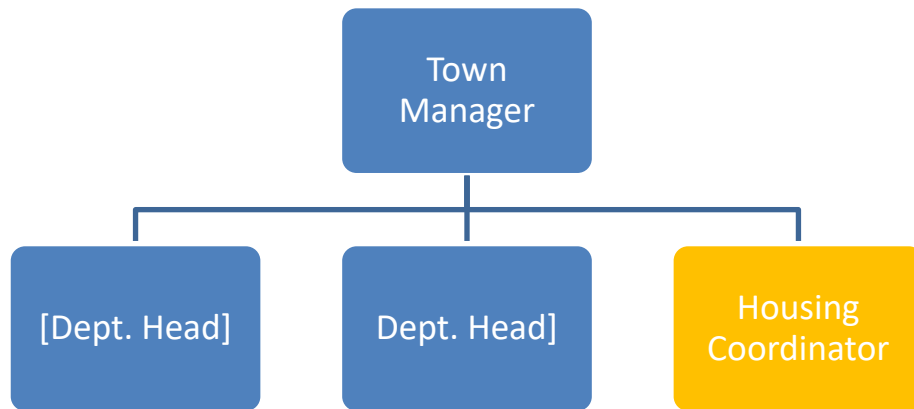 Town
Manager
[Dept. Head]
Dept. Head]
Housing
Coordinator